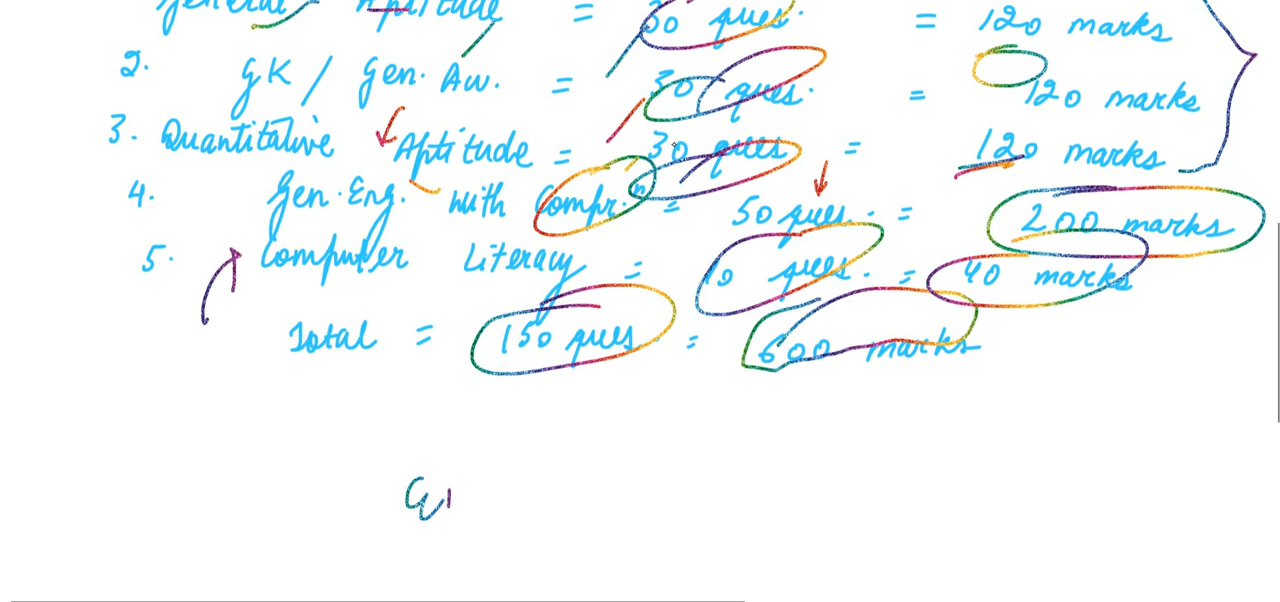 General Aptitude = 30 ques. = 120 marks
2. GK / Gen. Aw. = 30 ques. = 120 marks
3. Quantitative Aptitude = 30 ques = 120 marks
4. Gen. Eng. with Compr.n = 50 ques. = 200 marks
5. Computer Literacy = 10 ques. = 40 marks
Total = 150 ques = 600 marks